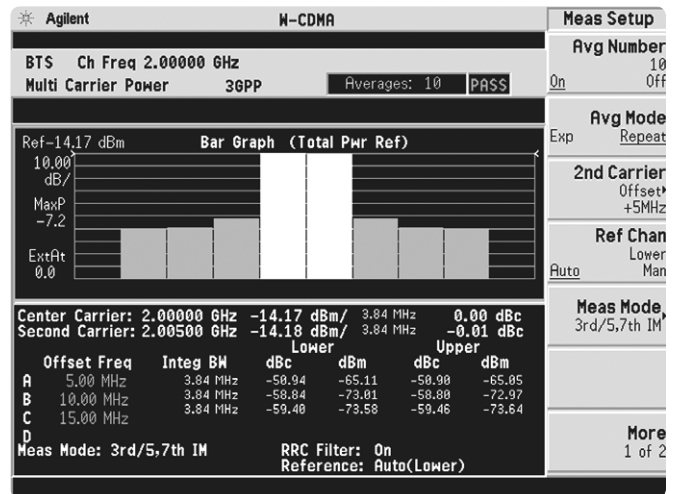 Agilent W-CDMA Meas Setup
BTS Ch Freq 2.00000 GHz
Multi Carrier Power 3GPP Averages: 10 PASS
Ref-14.17 dBm Bar Graph (Total Pwr Ref)
10.00
dB/
MaxP
-7.2
ExtAt
0.0
Center Carrier: 2.00000 GHz -14.17 dBm/ 3.84 MHz 0.00 dBc
Second Carrier: 2.00500 GHz -14.18 dBm/ 3.84 MHz -0.01 dBc
Lower Upper
Offset Freq Integ BW dBc dBm dBc dBm
A 5.00 MHz 3.84 MHz -50.94 -65.11 -50.90 -65.05
B 10.00 MHz 3.84 MHz -58.84 -73.01 -58.80 -72.97
C 15.00 MHz 3.84 MHz -59.40 -73.58 -59.46 -73.64
D
Meas Mode: 3rd/5,7th IM RRC Filter: On
Reference: Auto(Lower)
Avg Number
10
On Off
Avg Mode
Exp Repeat
2nd Carrier
Offset
+5MHz
Ref Chan
Lower
Auto Man
Meas Mode
3rd/5,7th IM
More
1 of 2